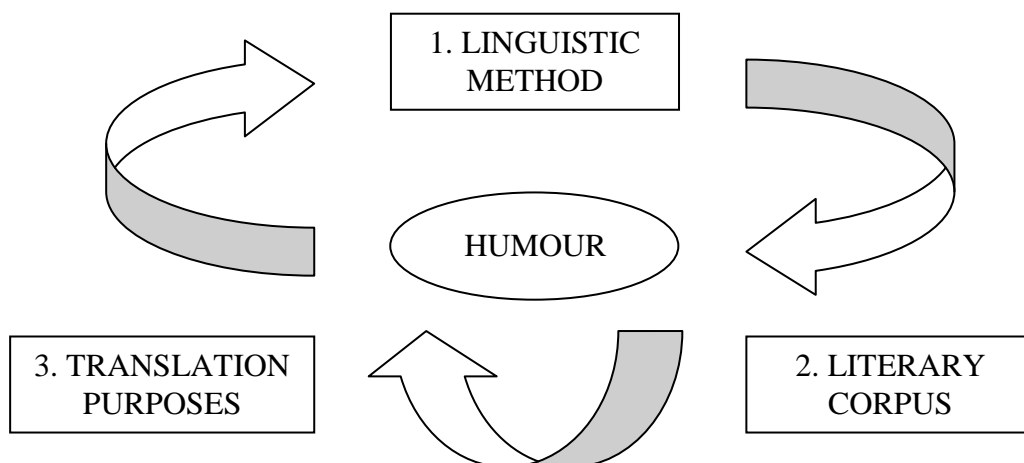 1. LINGUISTIC
METHOD
HUMOUR
3. TRANSLATION
PURPOSES
2. LITERARY
CORPUS